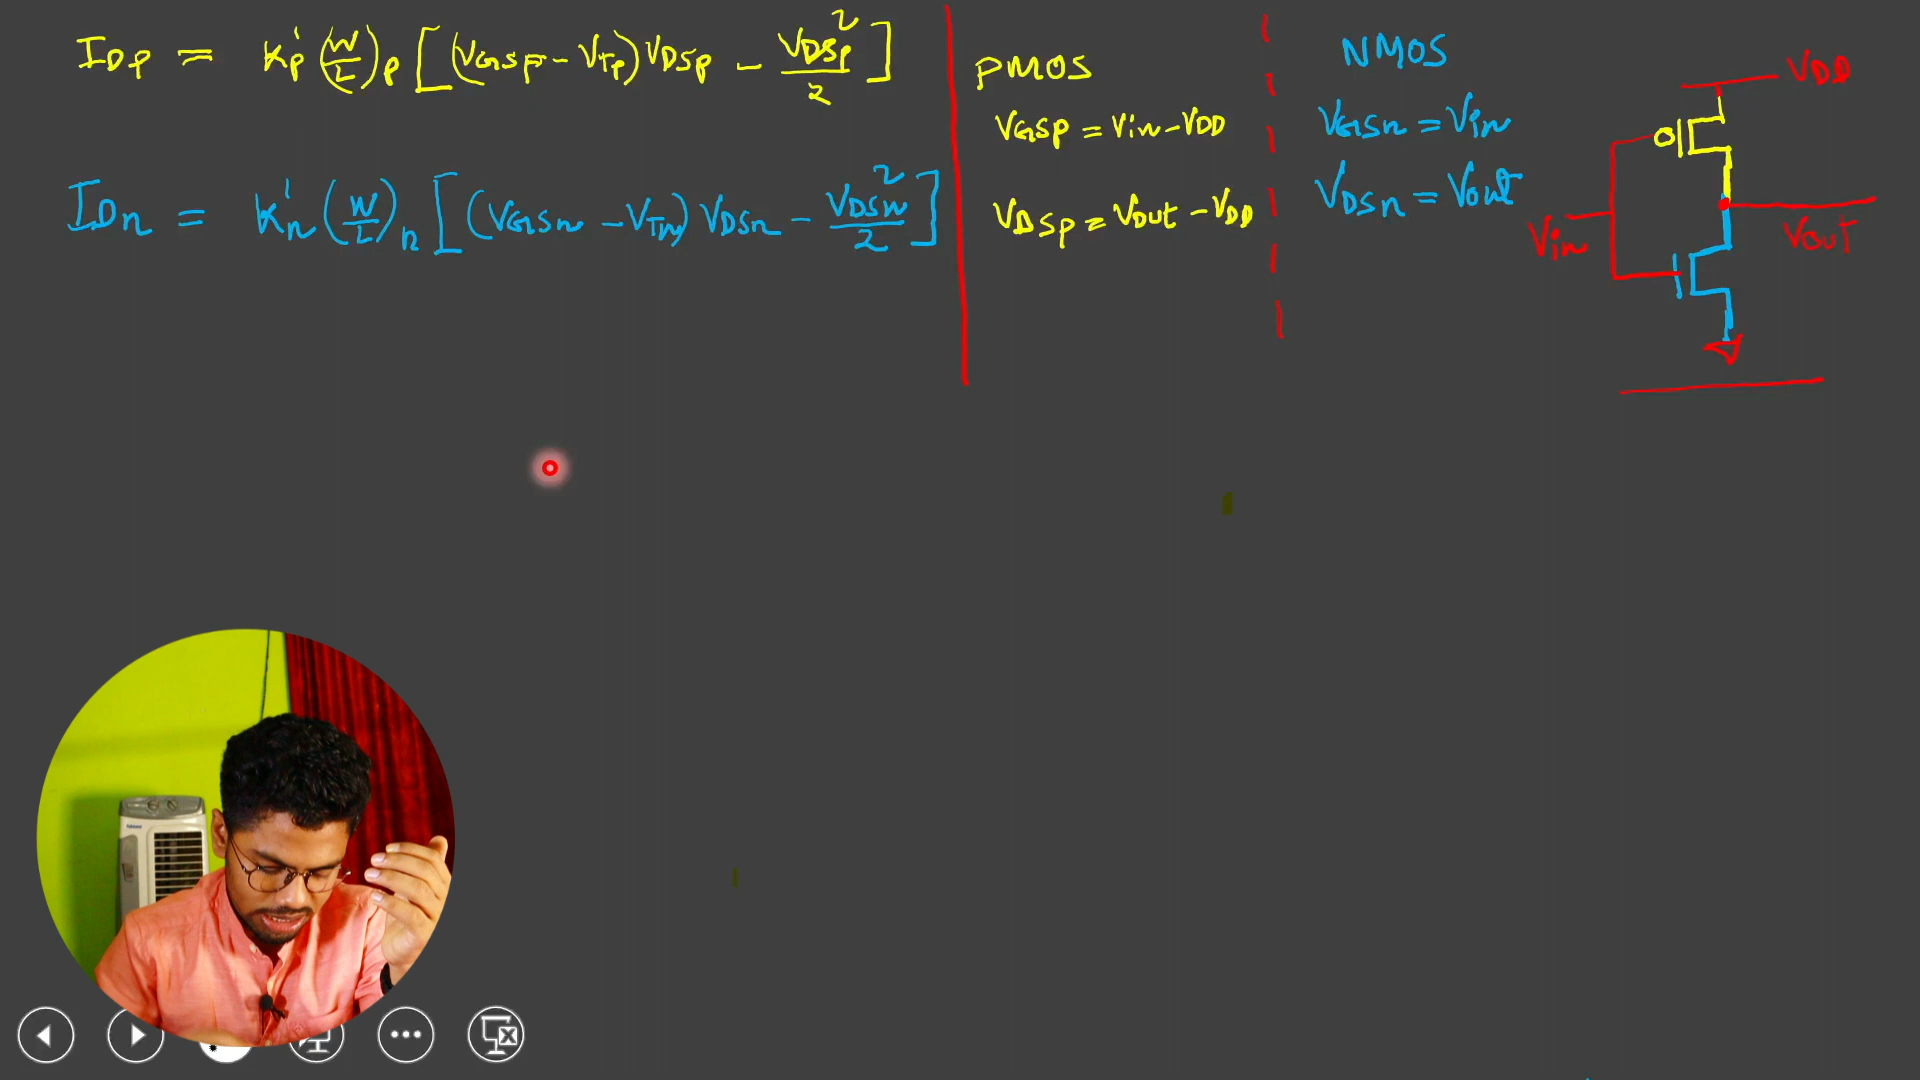 IDp = K'p (W/L)p [(VGSp - VTp) VDSp - VDSp²/2]
IDn = K'n (W/L)n [(VGSn - VTn) VDSn - VDSn²/2]
PMOS
VGSp = Vin - VDD
VDSp = Vout - VDD
NMOS
VGSn = Vin
VDSn = Vout
VDD
Vin
Vout